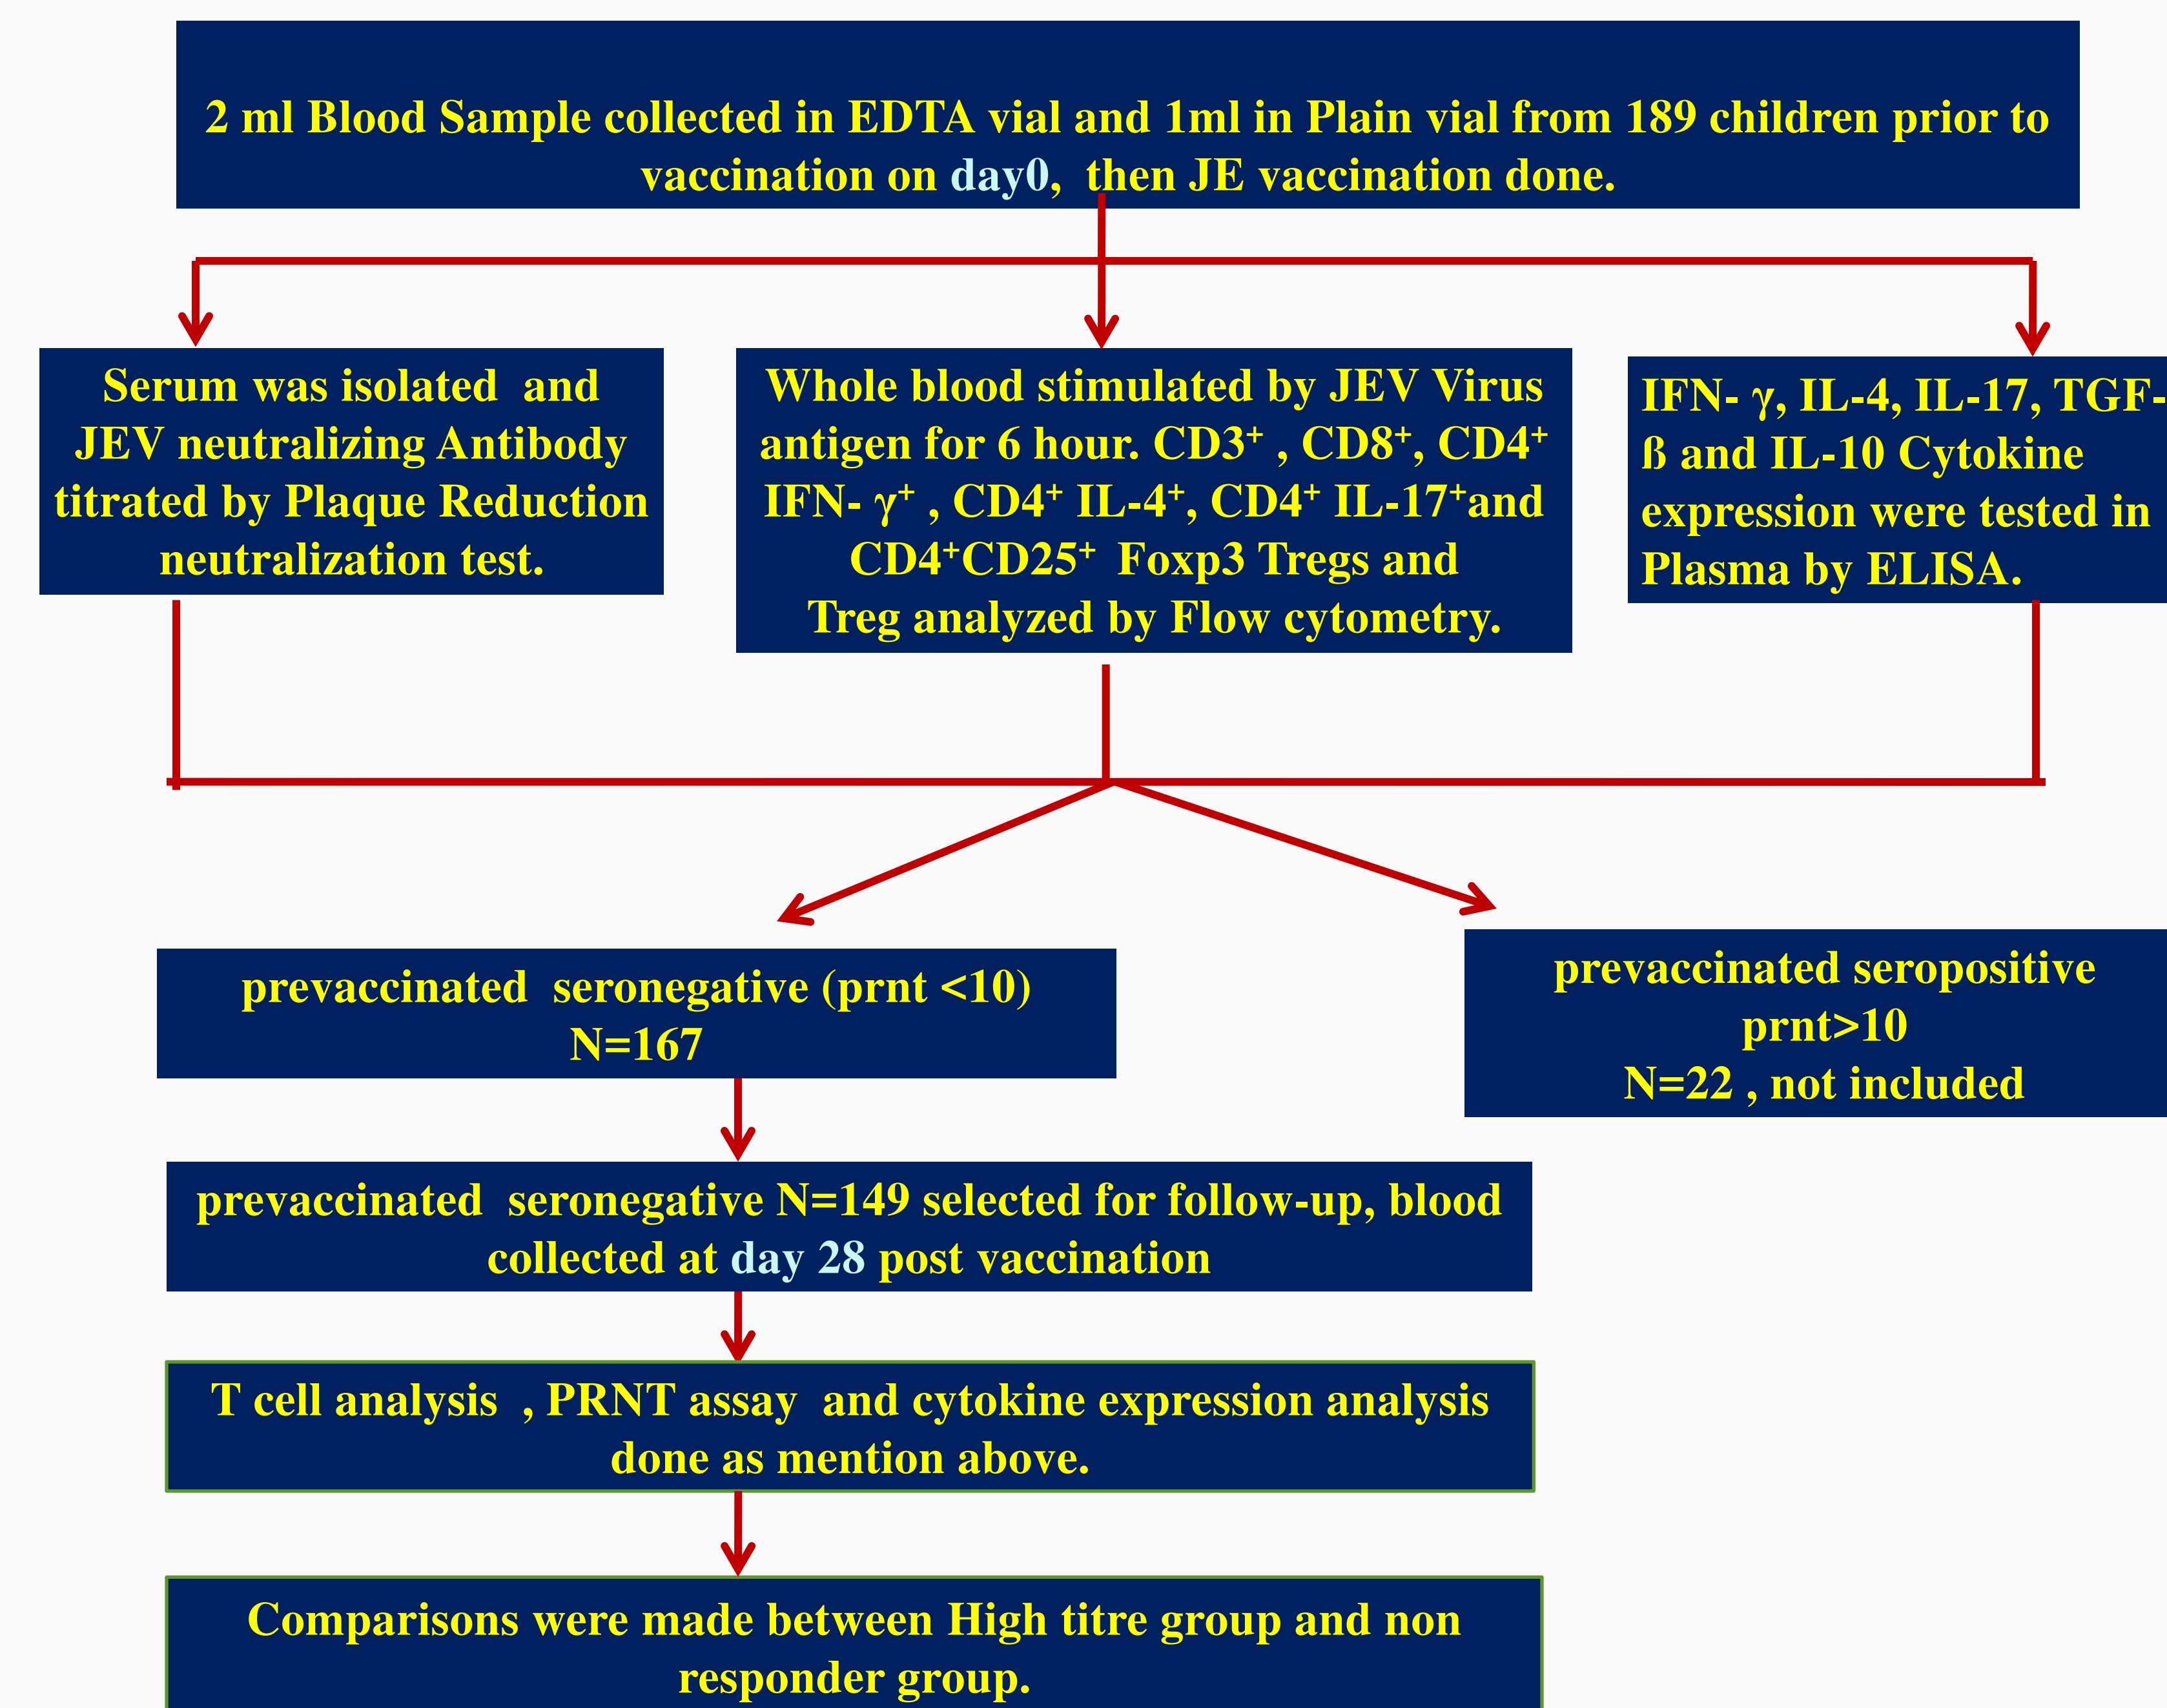 2 ml Blood Sample collected in EDTA vial and 1ml in Plain vial from 189 children prior to
vaccination on day0, then JE vaccination done.
Serum was isolated and
JEV neutralizing Antibody
titrated by Plaque Reduction
neutralization test.
Whole blood stimulated by JEV Virus
antigen for 6 hour. CD3⁺ , CD8⁺, CD4⁺
IFN- γ⁺ , CD4⁺ IL-4⁺, CD4⁺ IL-17⁺and
CD4⁺CD25⁺ Foxp3 Tregs and
Treg analyzed by Flow cytometry.
IFN- γ, IL-4, IL-17, TGF-
ß and IL-10 Cytokine
expression were tested in
Plasma by ELISA.
prevaccinated seronegative (prnt <10)
N=167
prevaccinated seropositive
prnt>10
N=22 , not included
prevaccinated seronegative N=149 selected for follow-up, blood
collected at day 28 post vaccination
T cell analysis , PRNT assay and cytokine expression analysis
done as mention above.
Comparisons were made between High titre group and non
responder group.